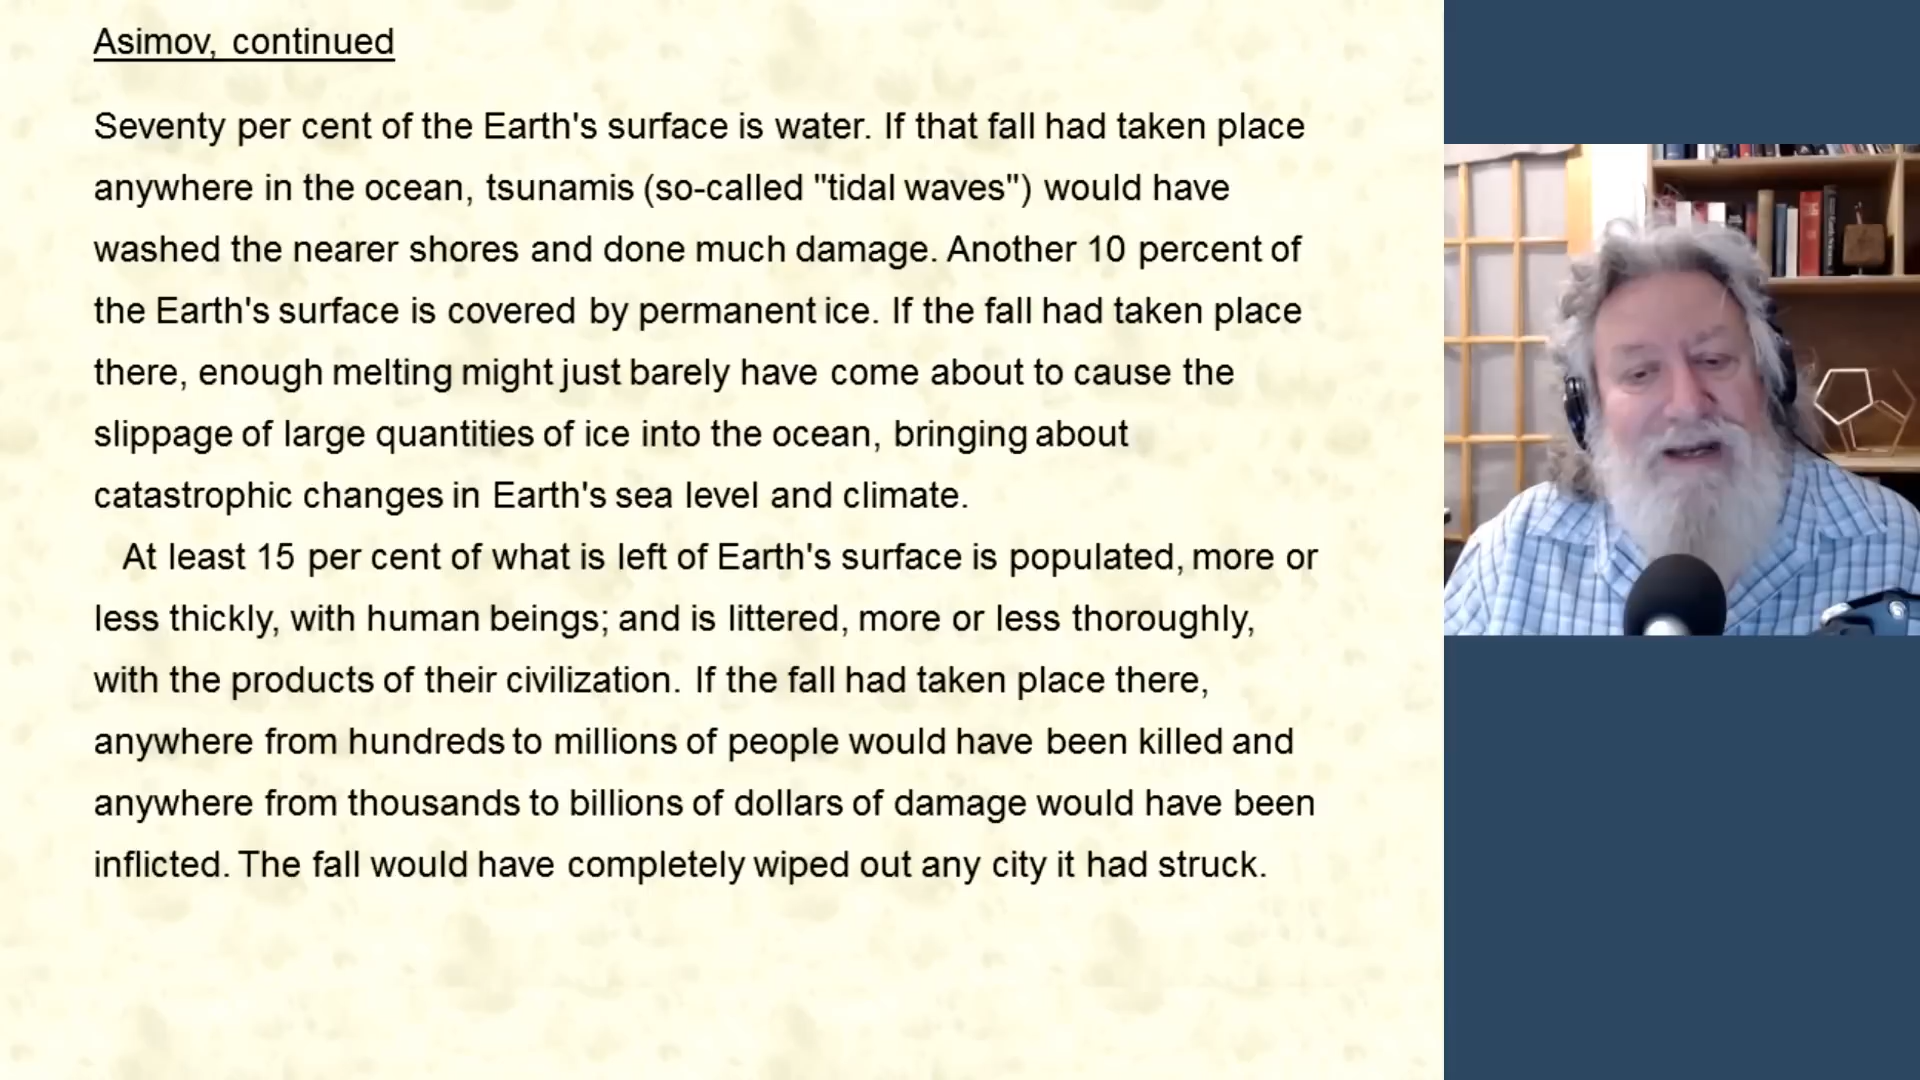 Asimov, continued
Seventy per cent of the Earth's surface is water. If that fall had taken place
anywhere in the ocean, tsunamis (so-called "tidal waves") would have
washed the nearer shores and done much damage. Another 10 percent of
the Earth's surface is covered by permanent ice. If the fall had taken place
there, enough melting might just barely have come about to cause the
slippage of large quantities of ice into the ocean, bringing about
catastrophic changes in Earth's sea level and climate.
At least 15 per cent of what is left of Earth's surface is populated, more or
less thickly, with human beings; and is littered, more or less thoroughly,
with the products of their civilization. If the fall had taken place there,
anywhere from hundreds to millions of people would have been killed and
anywhere from thousands to billions of dollars of damage would have been
inflicted. The fall would have completely wiped out any city it had struck.